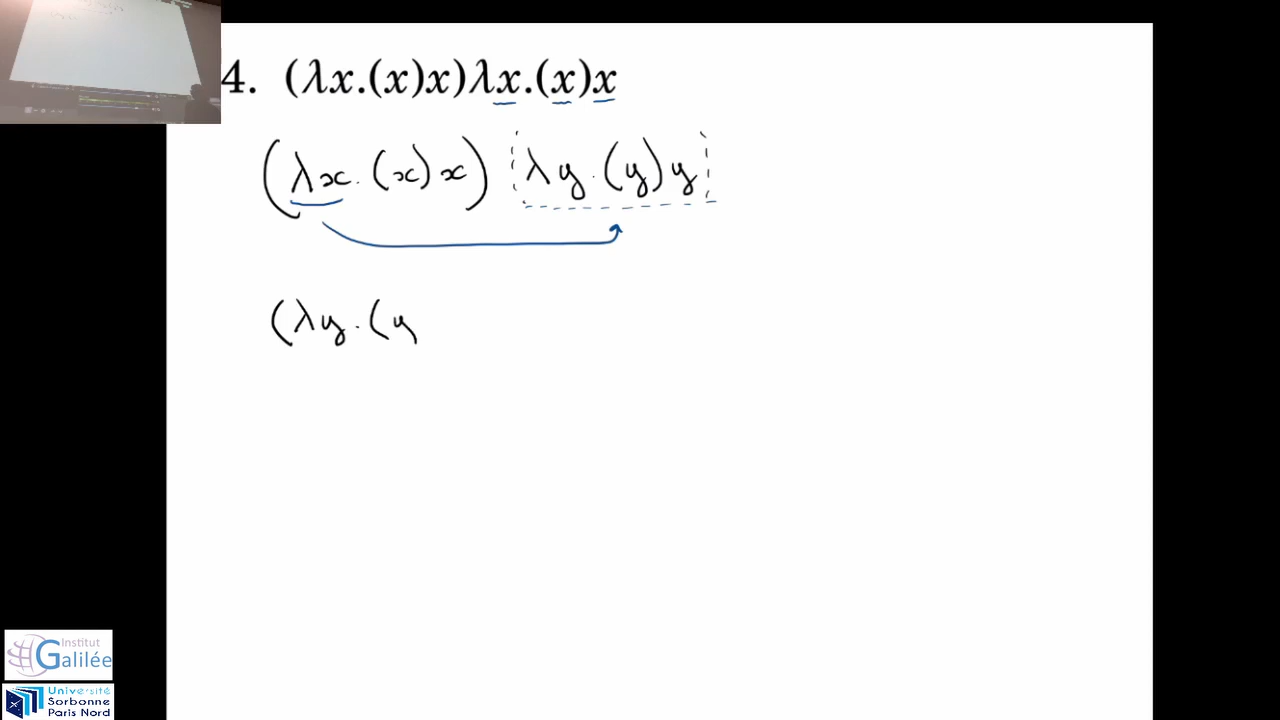 4. (λx.(x)x)λx.(x)x
(λx.(x)x) λy.(y)y
(λy.(y
Institut
Galilée
Université
Sorbonne
Paris Nord